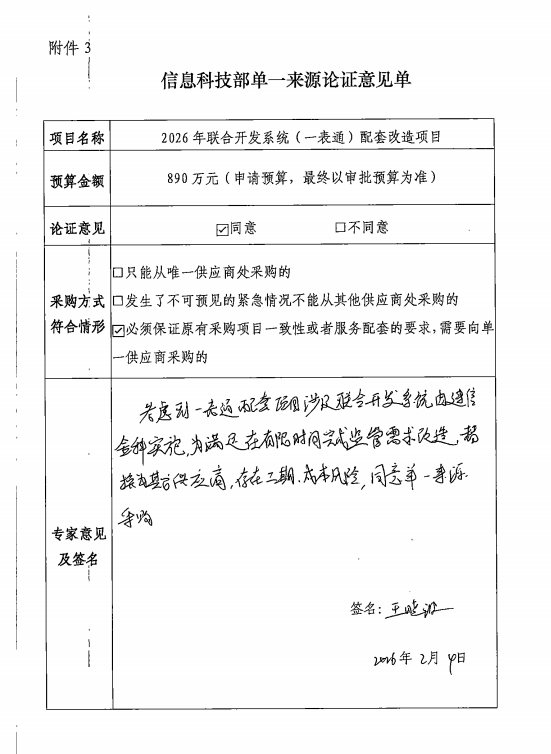 附件 3
信息科技部单一来源论证意见单
项目名称 2026 年联合开发系统（一表通）配套改造项目
预算金额 890 万元（申请预算，最终以审批预算为准）
论证意见 ☑同意 □不同意
采购方式
符合情形
□只能从唯一供应商处采购的
□发生了不可预见的紧急情况不能从其他供应商处采购的
☑必须保证原有采购项目一致性或者服务配套的要求，需要向单
一供应商采购的
专家意见
及签名
考虑到一表通配套项目涉及联合开发系统由建信
金科实施，为满足在有限时间完成监管需求改造，替
换为其它供应商，存在工期、成本风险，同意单一来源
采购
签名：王晓
2026年 2月 4日